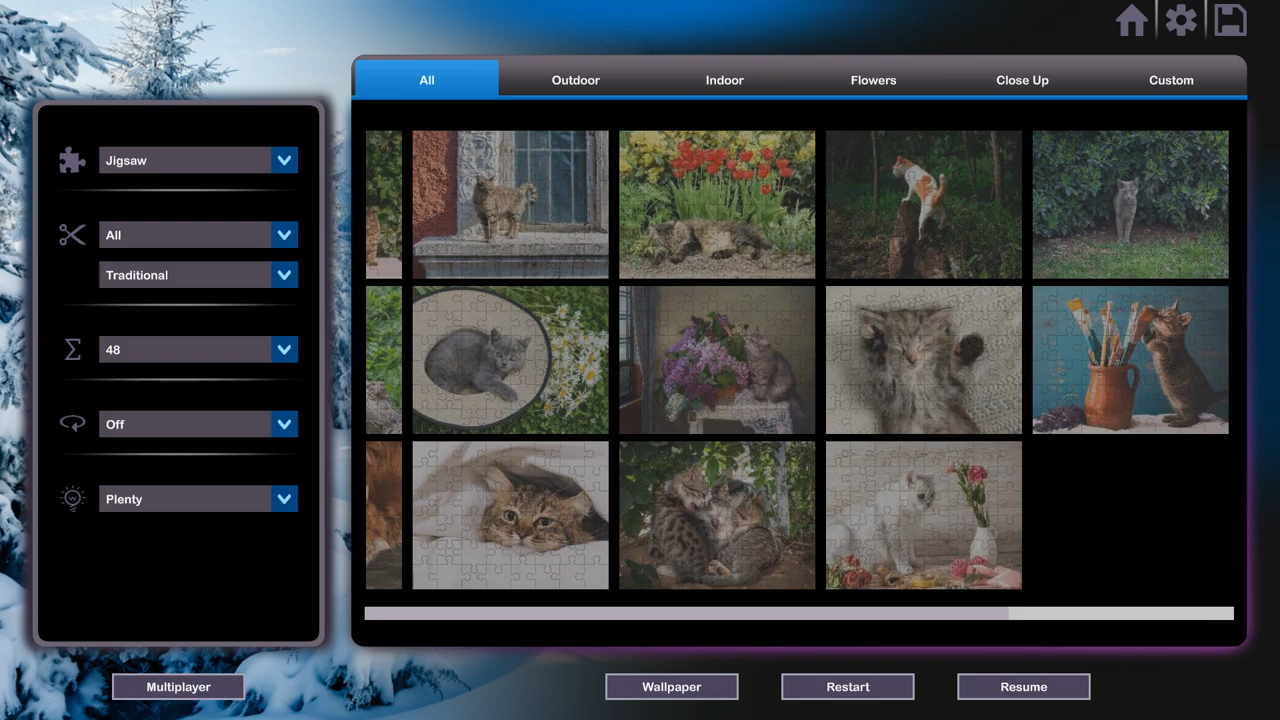 All
Outdoor
Indoor
Flowers
Close Up
Custom
Jigsaw
All
Traditional
48
Off
Plenty
Multiplayer
Wallpaper
Restart
Resume